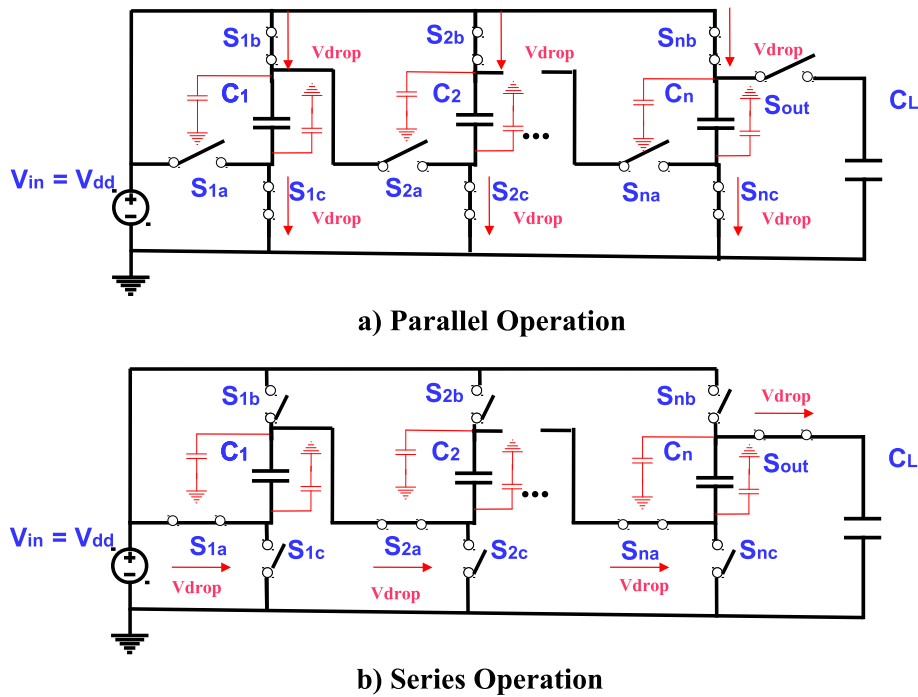 S1b Vdrop S2b Vdrop Snb Vdrop
C1 C2 Cn Sout CL
...
Vin = Vdd S1a S1c S2a S2c Sna Snc
Vdrop Vdrop Vdrop
+
−
a) Parallel Operation
S1b S2b Snb Vdrop
C1 C2 Cn Sout CL
...
Vin = Vdd S1a S1c S2a S2c Sna Snc
Vdrop Vdrop Vdrop
+
−
b) Series Operation